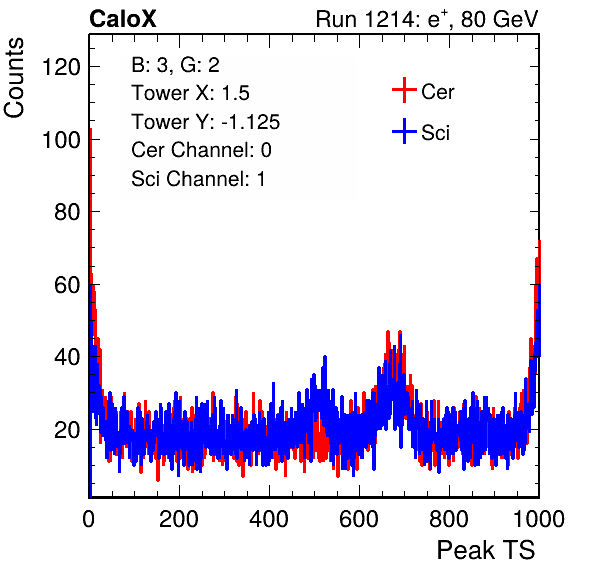 CaloX Run 1214: e+, 80 GeV
Counts
B: 3, G: 2
Tower X: 1.5
Tower Y: -1.125
Cer Channel: 0
Sci Channel: 1
Cer
Sci
120
100
80
60
40
20
0 200 400 600 800 1000
Peak TS